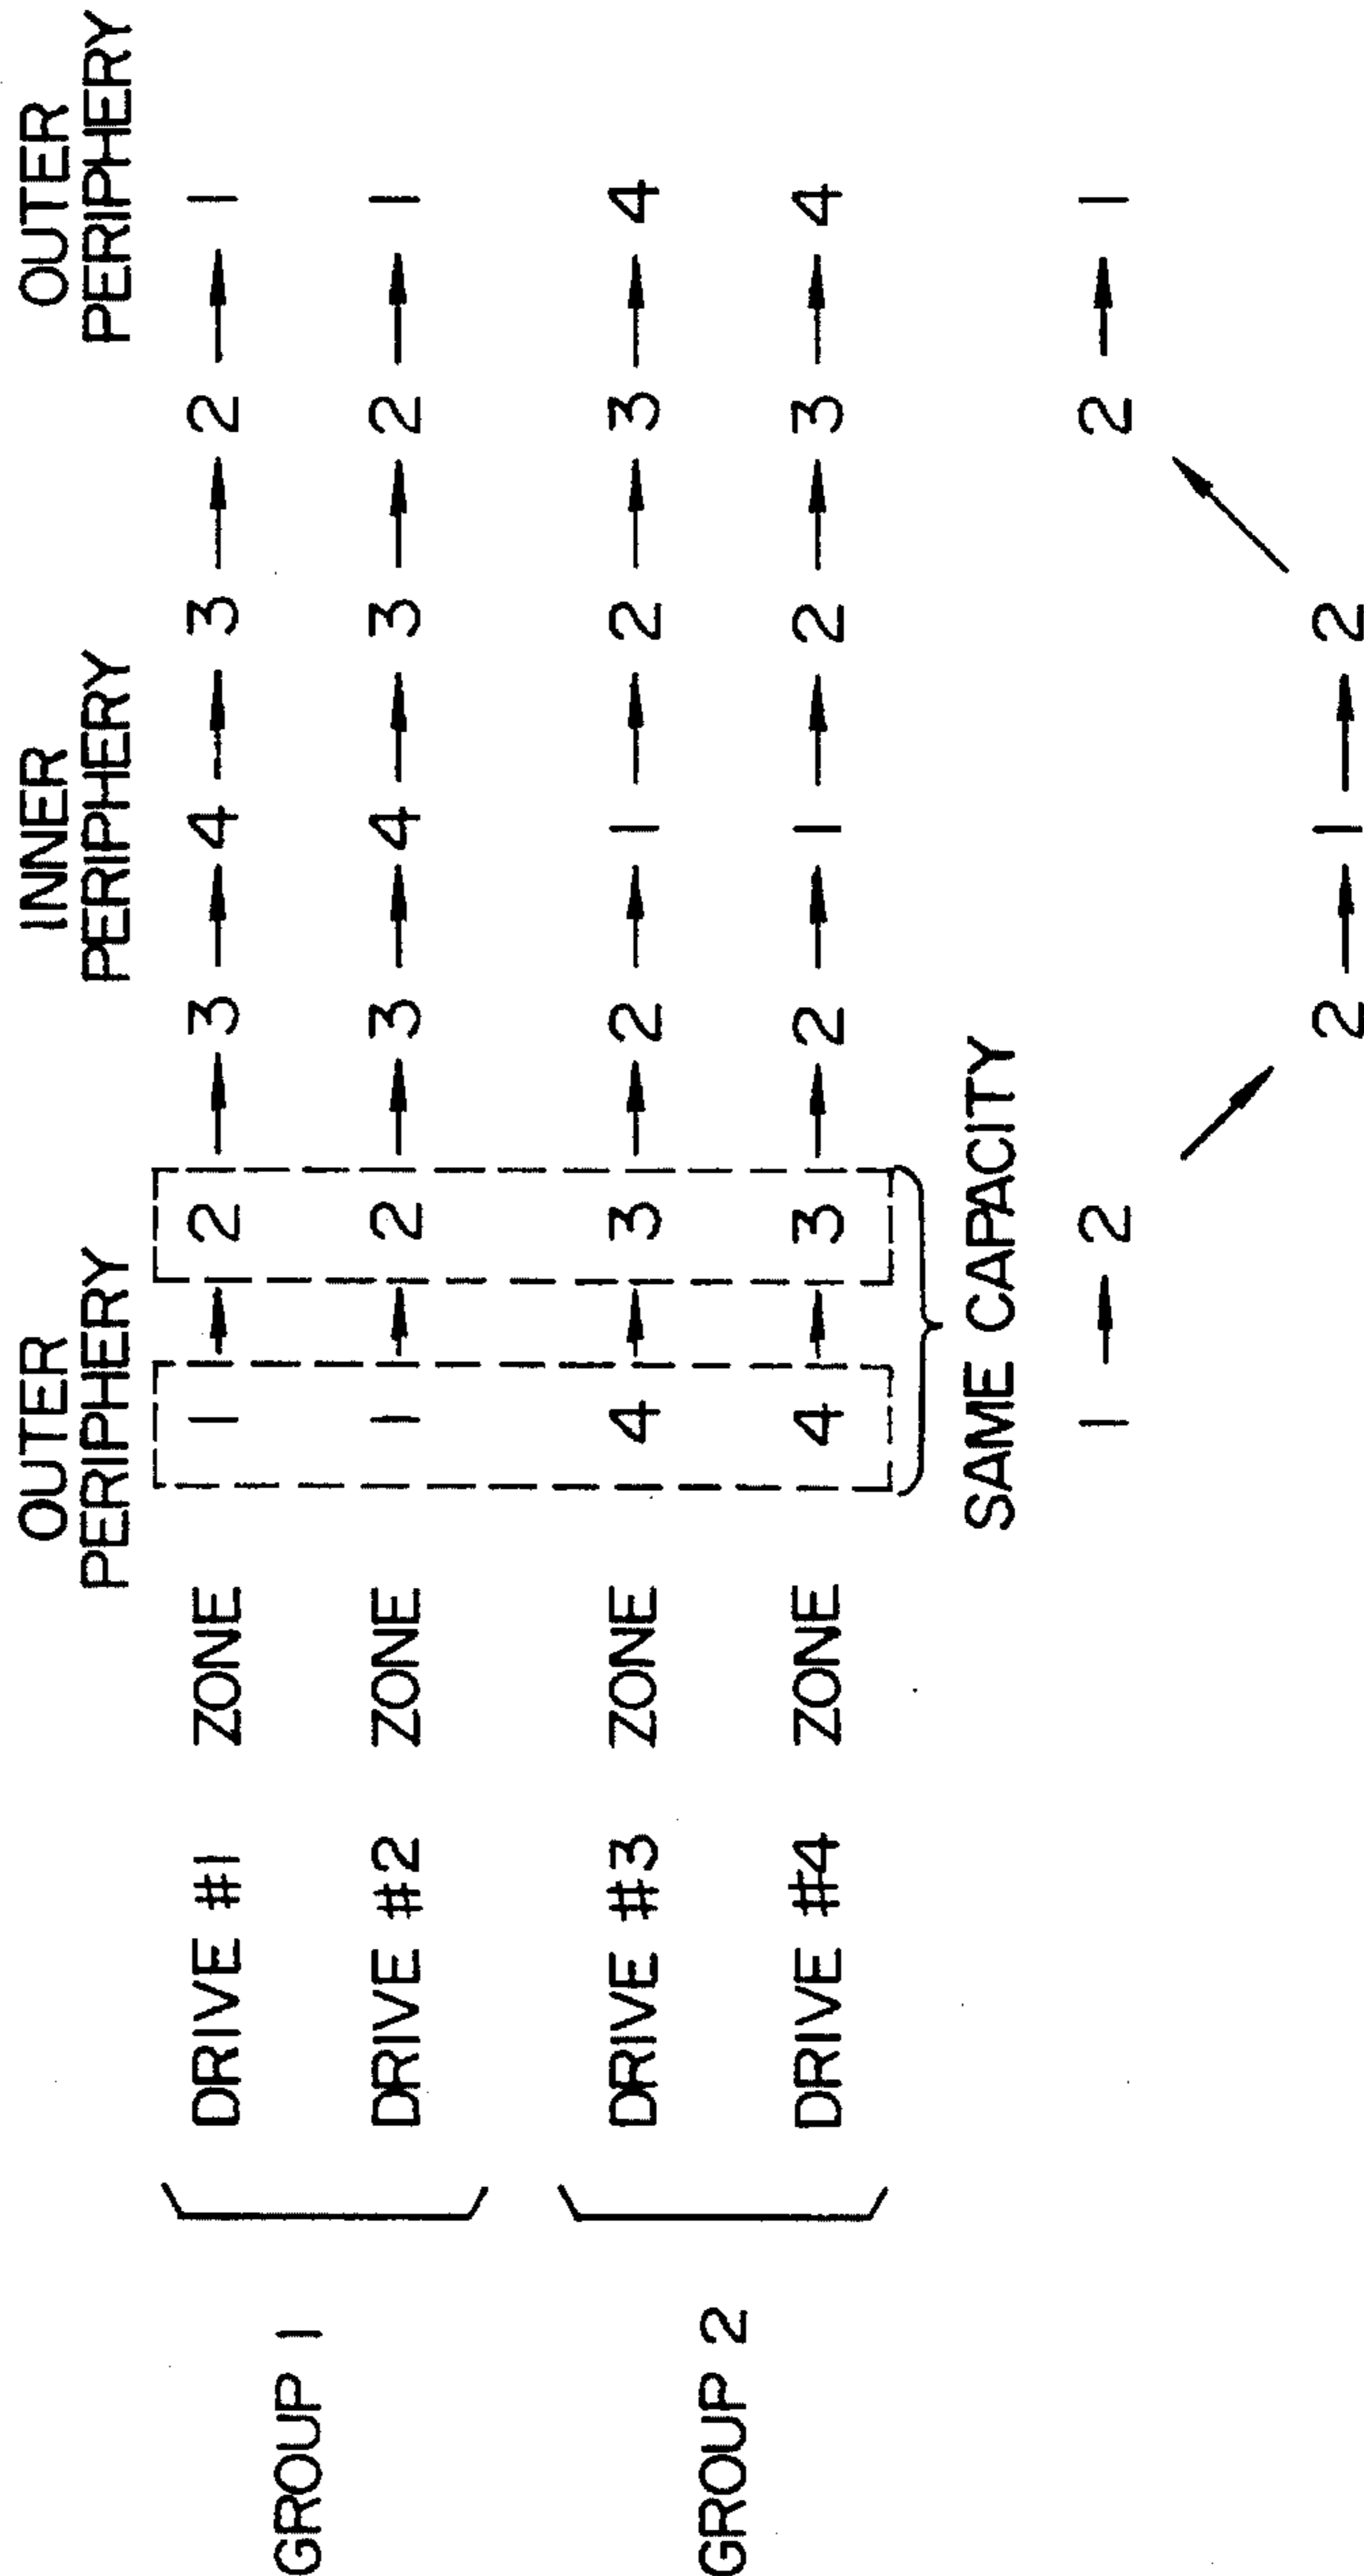 OUTER PERIPHERY
INNER PERIPHERY
OUTER PERIPHERY
GROUP 1
DRIVE #1 ZONE 1 → 2 → 3 → 4 → 3 → 2 → 1
DRIVE #2 ZONE 1 → 2 → 3 → 4 → 3 → 2 → 1
GROUP 2
DRIVE #3 ZONE 4 → 3 → 2 → 1 → 2 → 3 → 4
DRIVE #4 ZONE 4 → 3 → 2 → 1 → 2 → 3 → 4
SAME CAPACITY
1 → 2 2 → 1
2 → 1 → 2